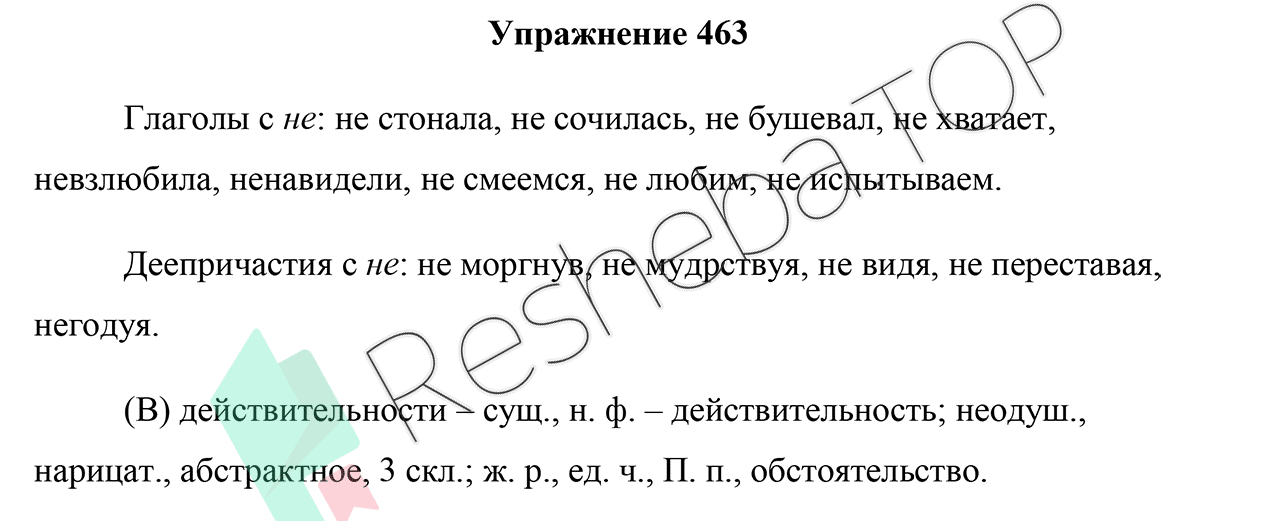 Упражнение 463
Глаголы с не: не стонала, не сочилась, не бушевал, не хватает,
невзлюбила, ненавидели, не смеемся, не любим, не испытываем.
Деепричастия с не: не моргнув, не мудрствуя, не видя, не переставая,
негодуя.
(В) действительности – сущ., н. ф. – действительность; неодуш.,
нарицат., абстрактное, 3 скл.; ж. р., ед. ч., П. п., обстоятельство.
Resheba TOP